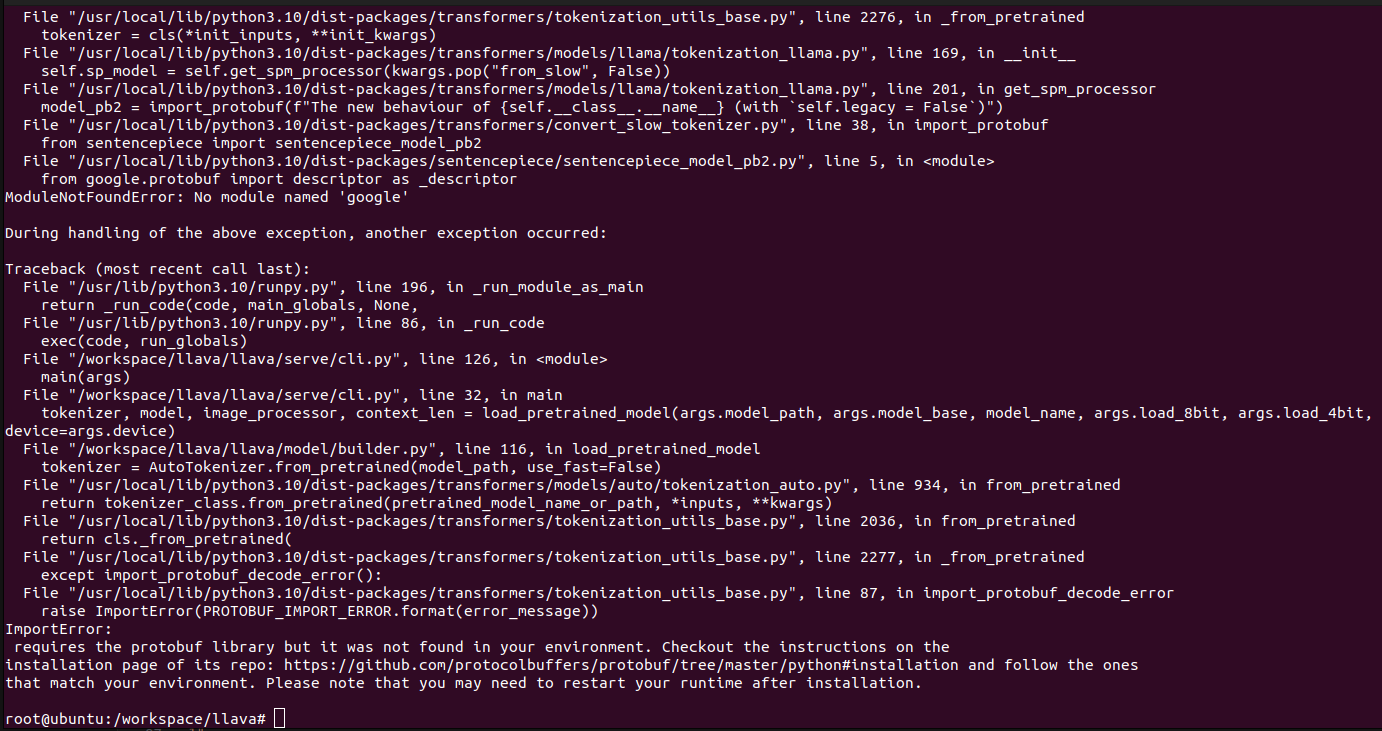 File "/usr/local/lib/python3.10/dist-packages/transformers/tokenization_utils_base.py", line 2276, in _from_pretrained
    tokenizer = cls(*init_inputs, **init_kwargs)
  File "/usr/local/lib/python3.10/dist-packages/transformers/models/llama/tokenization_llama.py", line 169, in __init__
    self.sp_model = self.get_spm_processor(kwargs.pop("from_slow", False))
  File "/usr/local/lib/python3.10/dist-packages/transformers/models/llama/tokenization_llama.py", line 201, in get_spm_processor
    model_pb2 = import_protobuf(f"The new behaviour of {self.__class__.__name__} (with `self.legacy = False`)")
  File "/usr/local/lib/python3.10/dist-packages/transformers/convert_slow_tokenizer.py", line 38, in import_protobuf
    from sentencepiece import sentencepiece_model_pb2
  File "/usr/local/lib/python3.10/dist-packages/sentencepiece/sentencepiece_model_pb2.py", line 5, in <module>
    from google.protobuf import descriptor as _descriptor
ModuleNotFoundError: No module named 'google'

During handling of the above exception, another exception occurred:

Traceback (most recent call last):
  File "/usr/lib/python3.10/runpy.py", line 196, in _run_module_as_main
    return _run_code(code, main_globals, None,
  File "/usr/lib/python3.10/runpy.py", line 86, in _run_code
    exec(code, run_globals)
  File "/workspace/llava/llava/serve/cli.py", line 126, in <module>
    main(args)
  File "/workspace/llava/llava/serve/cli.py", line 32, in main
    tokenizer, model, image_processor, context_len = load_pretrained_model(args.model_path, args.model_base, model_name, args.load_8bit, args.load_4bit,
device=args.device)
  File "/workspace/llava/llava/model/builder.py", line 116, in load_pretrained_model
    tokenizer = AutoTokenizer.from_pretrained(model_path, use_fast=False)
  File "/usr/local/lib/python3.10/dist-packages/transformers/models/auto/tokenization_auto.py", line 934, in from_pretrained
    return tokenizer_class.from_pretrained(pretrained_model_name_or_path, *inputs, **kwargs)
  File "/usr/local/lib/python3.10/dist-packages/transformers/tokenization_utils_base.py", line 2036, in from_pretrained
    return cls._from_pretrained(
  File "/usr/local/lib/python3.10/dist-packages/transformers/tokenization_utils_base.py", line 2277, in _from_pretrained
    except import_protobuf_decode_error():
  File "/usr/local/lib/python3.10/dist-packages/transformers/tokenization_utils_base.py", line 87, in import_protobuf_decode_error
    raise ImportError(PROTOBUF_IMPORT_ERROR.format(error_message))
ImportError:
 requires the protobuf library but it was not found in your environment. Checkout the instructions on the
installation page of its repo: https://github.com/protocolbuffers/protobuf/tree/master/python#installation and follow the ones
that match your environment. Please note that you may need to restart your runtime after installation.

root@ubuntu:/workspace/llava#